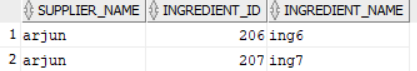 SUPPLIER_NAME INGREDIENT_ID INGREDIENT_NAME
1 arjun 206 ing6
2 arjun 207 ing7